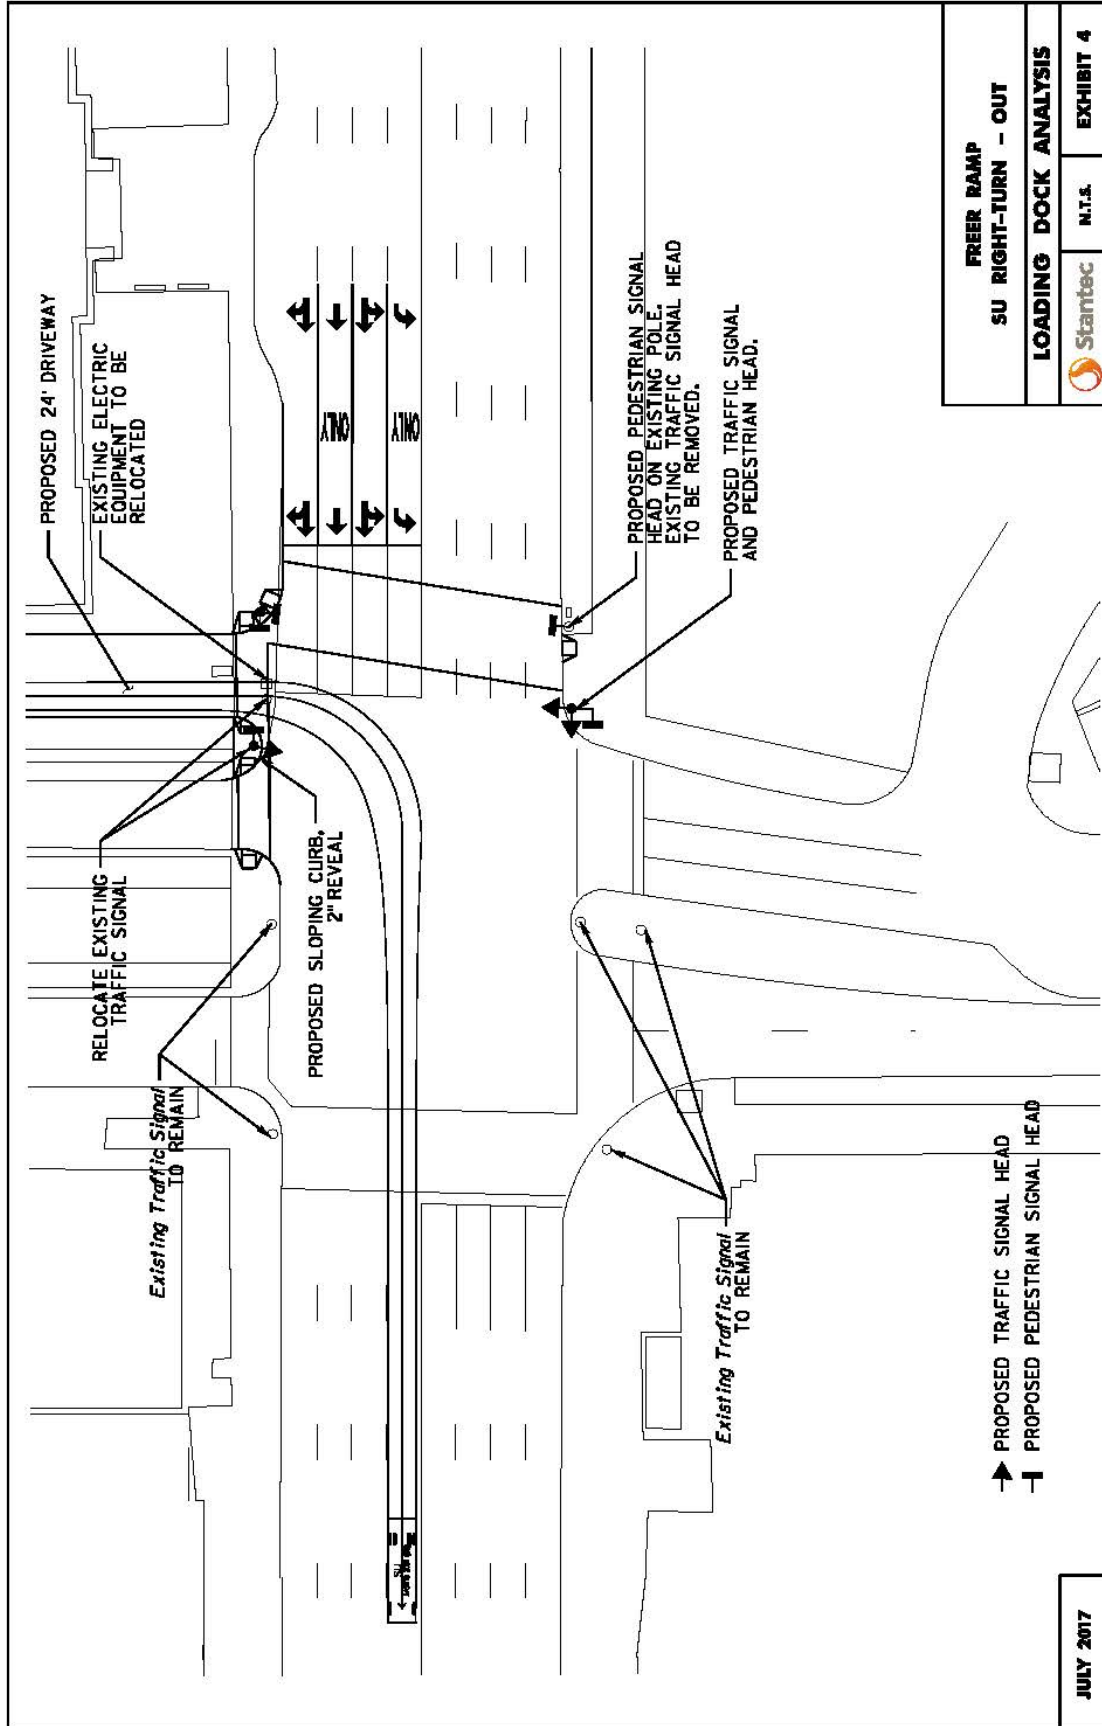 PROPOSED 24' DRIVEWAY
EXISTING ELECTRIC
EQUIPMENT TO BE
RELOCATED
RELOCATE EXISTING
TRAFFIC SIGNAL
Existing Traffic Signal
TO REMAIN
PROPOSED SLOPING CURB,
2" REVEAL
ONLY
ONLY
PROPOSED PEDESTRIAN SIGNAL
HEAD ON EXISTING POLE.
EXISTING TRAFFIC SIGNAL HEAD
TO BE REMOVED.
PROPOSED TRAFFIC SIGNAL
AND PEDESTRIAN HEAD.
Existing Traffic Signal
TO REMAIN
SU
PROPOSED TRAFFIC SIGNAL HEAD
PROPOSED PEDESTRIAN SIGNAL HEAD
JULY 2017
FREER RAMP
SU RIGHT-TURN - OUT
LOADING DOCK ANALYSIS
Stantec
N.T.S.
EXHIBIT 4